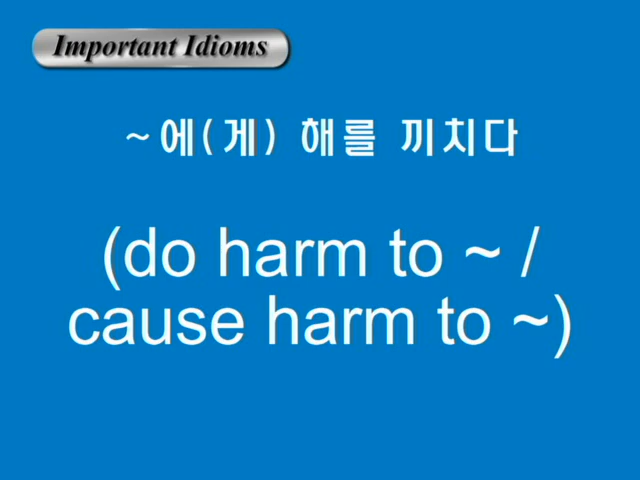 Important Idioms
~에(게) 해를 끼치다
(do harm to ~ /
cause harm to ~)